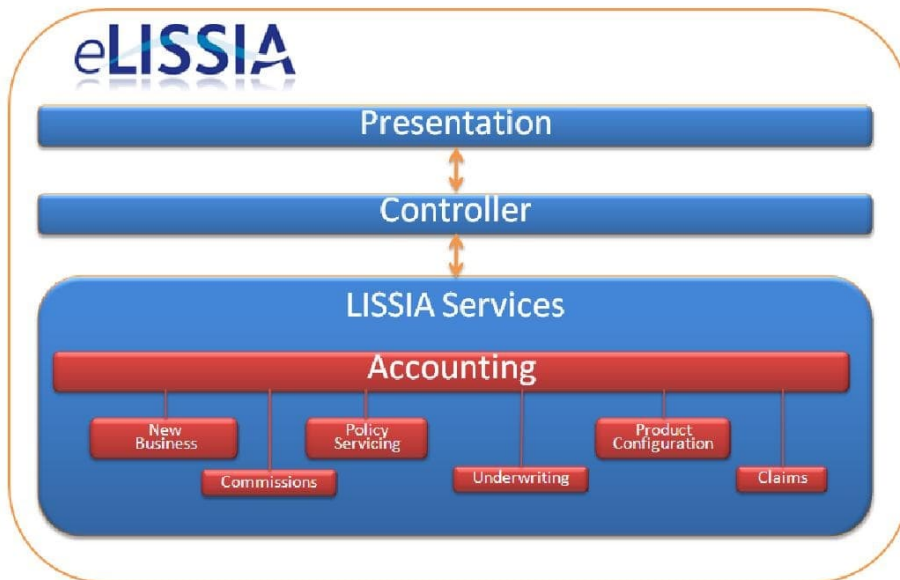 eLISSIA
Presentation
Controller
LISSIA Services
Accounting
New
Business
Policy
Servicing
Product
Configuration
Commissions
Underwriting
Claims